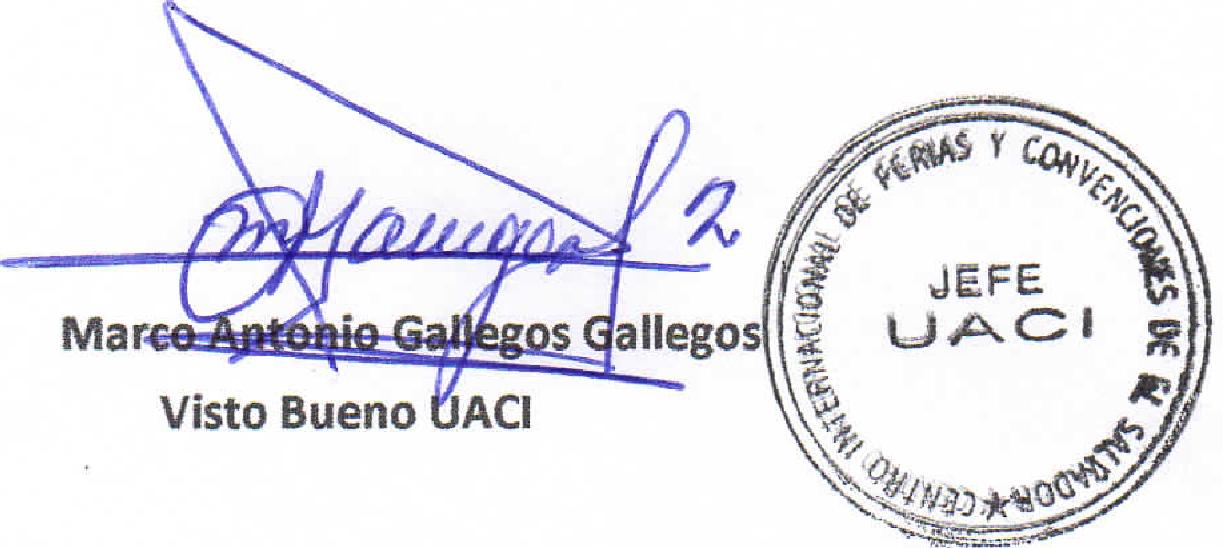 Marco Antonio Gallegos Gallegos
Visto Bueno UACI
CENTRO INTERNACIONAL DE FERIAS Y CONVENCIONES DE EL SALVADOR
JEFE
UACI